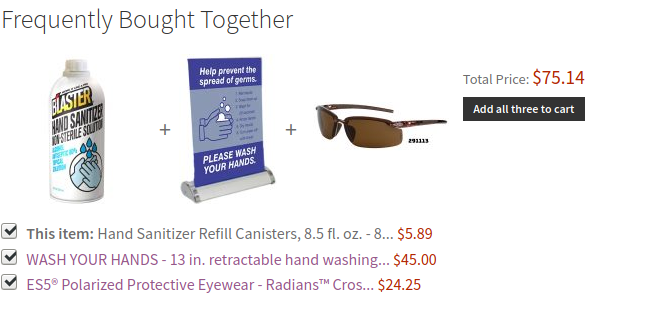 Frequently Bought Together
BLASTER
HAND SANITIZER
NON-STERILE SOLUTION
Help prevent the
spread of germs.
PLEASE WASH
YOUR HANDS.
291113
+
+
Total Price: $75.14
Add all three to cart
This item: Hand Sanitizer Refill Canisters, 8.5 fl. oz. - 8... $5.89
WASH YOUR HANDS - 13 in. retractable hand washing... $45.00
ES5® Polarized Protective Eyewear - Radians™ Cros... $24.25